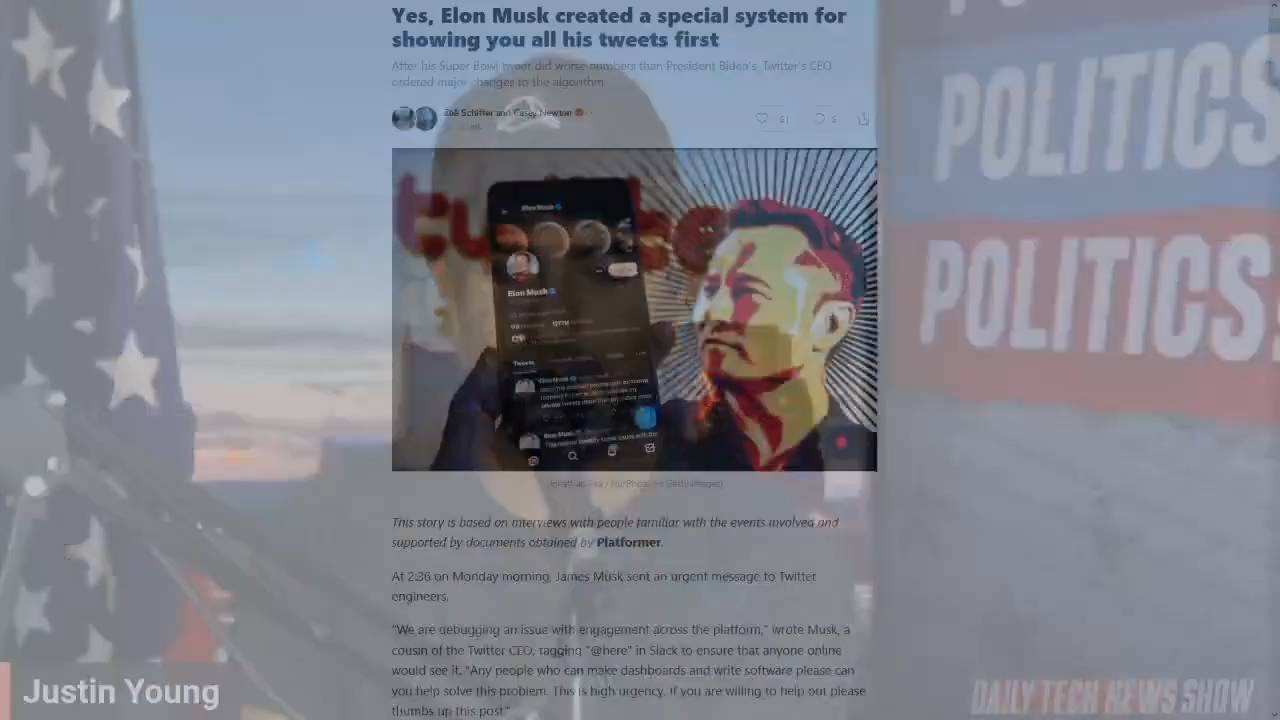 Yes, Elon Musk created a special system for
showing you all his tweets first
After his Super Bowl tweet did worse numbers than President Biden's, Twitter's CEO
ordered major changes to the algorithm
Zoë Schiffer and Casey Newton
POLITICS
POLITICS
Elon Musk
Elon Musk
Tweets
This story is based on interviews with people familiar with the events involved and
supported by documents obtained by Platformer.
At 2:36 on Monday morning, James Musk sent an urgent message to Twitter
engineers.
"We are debugging an issue with engagement across the platform," wrote Musk, a
cousin of the Twitter CEO, tagging "@here" in Slack to ensure that anyone online
would see it. "Any people who can make dashboards and write software please can
you help solve this problem. This is high urgency. If you are willing to help out please
thumbs up this post"
Justin Young
DAILY TECH NEWS SHOW